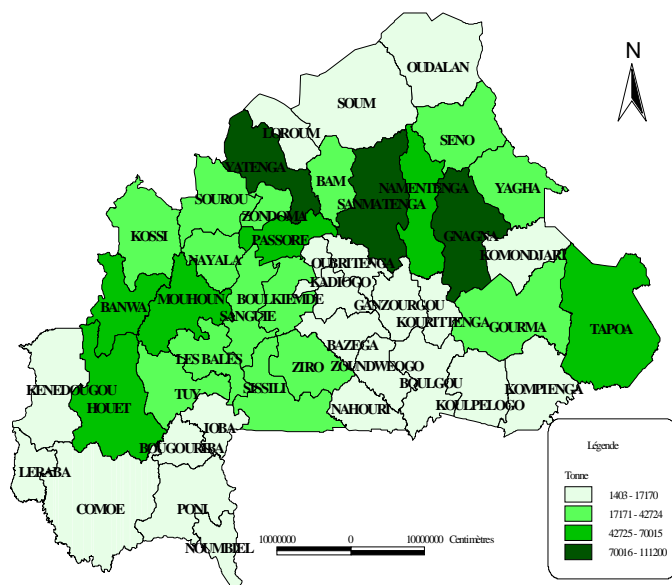 N
OUDALAN
SOUM
LOROUM
SENO
YATENGA
BAM
NAMENTENGA
YAGHA
SOUROU
SANMATENGA
ZONDOMA
GNAGNA
KOSSI
PASSORE
KOMONDJARI
NAYALA
OUBRITENGA
KADIOGO
BANWA
MOUHOUN
BOULKIEMDE
GANZOURGOU
SANGUIE
KOURITTENGA
GOURMA
TAPOA
BAZEGA
LES BALES
ZIRO
ZOUNDWEOGO
KENEDOUGOU
TUY
SISSILI
BOULGOU
KOMPIENGA
HOUET
NAHOURI
KOULPELOGO
IOBA
BOUGOURIBA
LERABA
COMOE
PONI
NOUMBIEL
1000000 0 1000000 Centimètres
Légende
Tonne
1403 - 17170
17171 - 42724
42725 - 70015
70016 - 111200